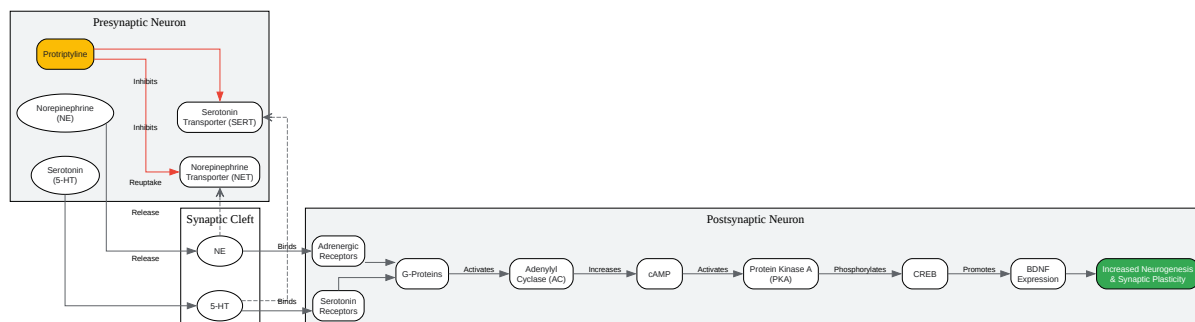 Presynaptic Neuron
Protriptyline
Inhibits
Norepinephrine
(NE)
Serotonin
Transporter (SERT)
Inhibits
Serotonin
(5-HT)
Norepinephrine
Transporter (NET)
Reuptake
Release
Synaptic Cleft
Postsynaptic Neuron
NE
Release
Binds
Adrenergic
Receptors
G-Proteins
Activates
Adenylyl
Cyclase (AC)
Increases
cAMP
Activates
Protein Kinase A
(PKA)
Phosphorylates
CREB
Promotes
BDNF
Expression
Increased Neurogenesis
& Synaptic Plasticity
5-HT
Binds
Serotonin
Receptors